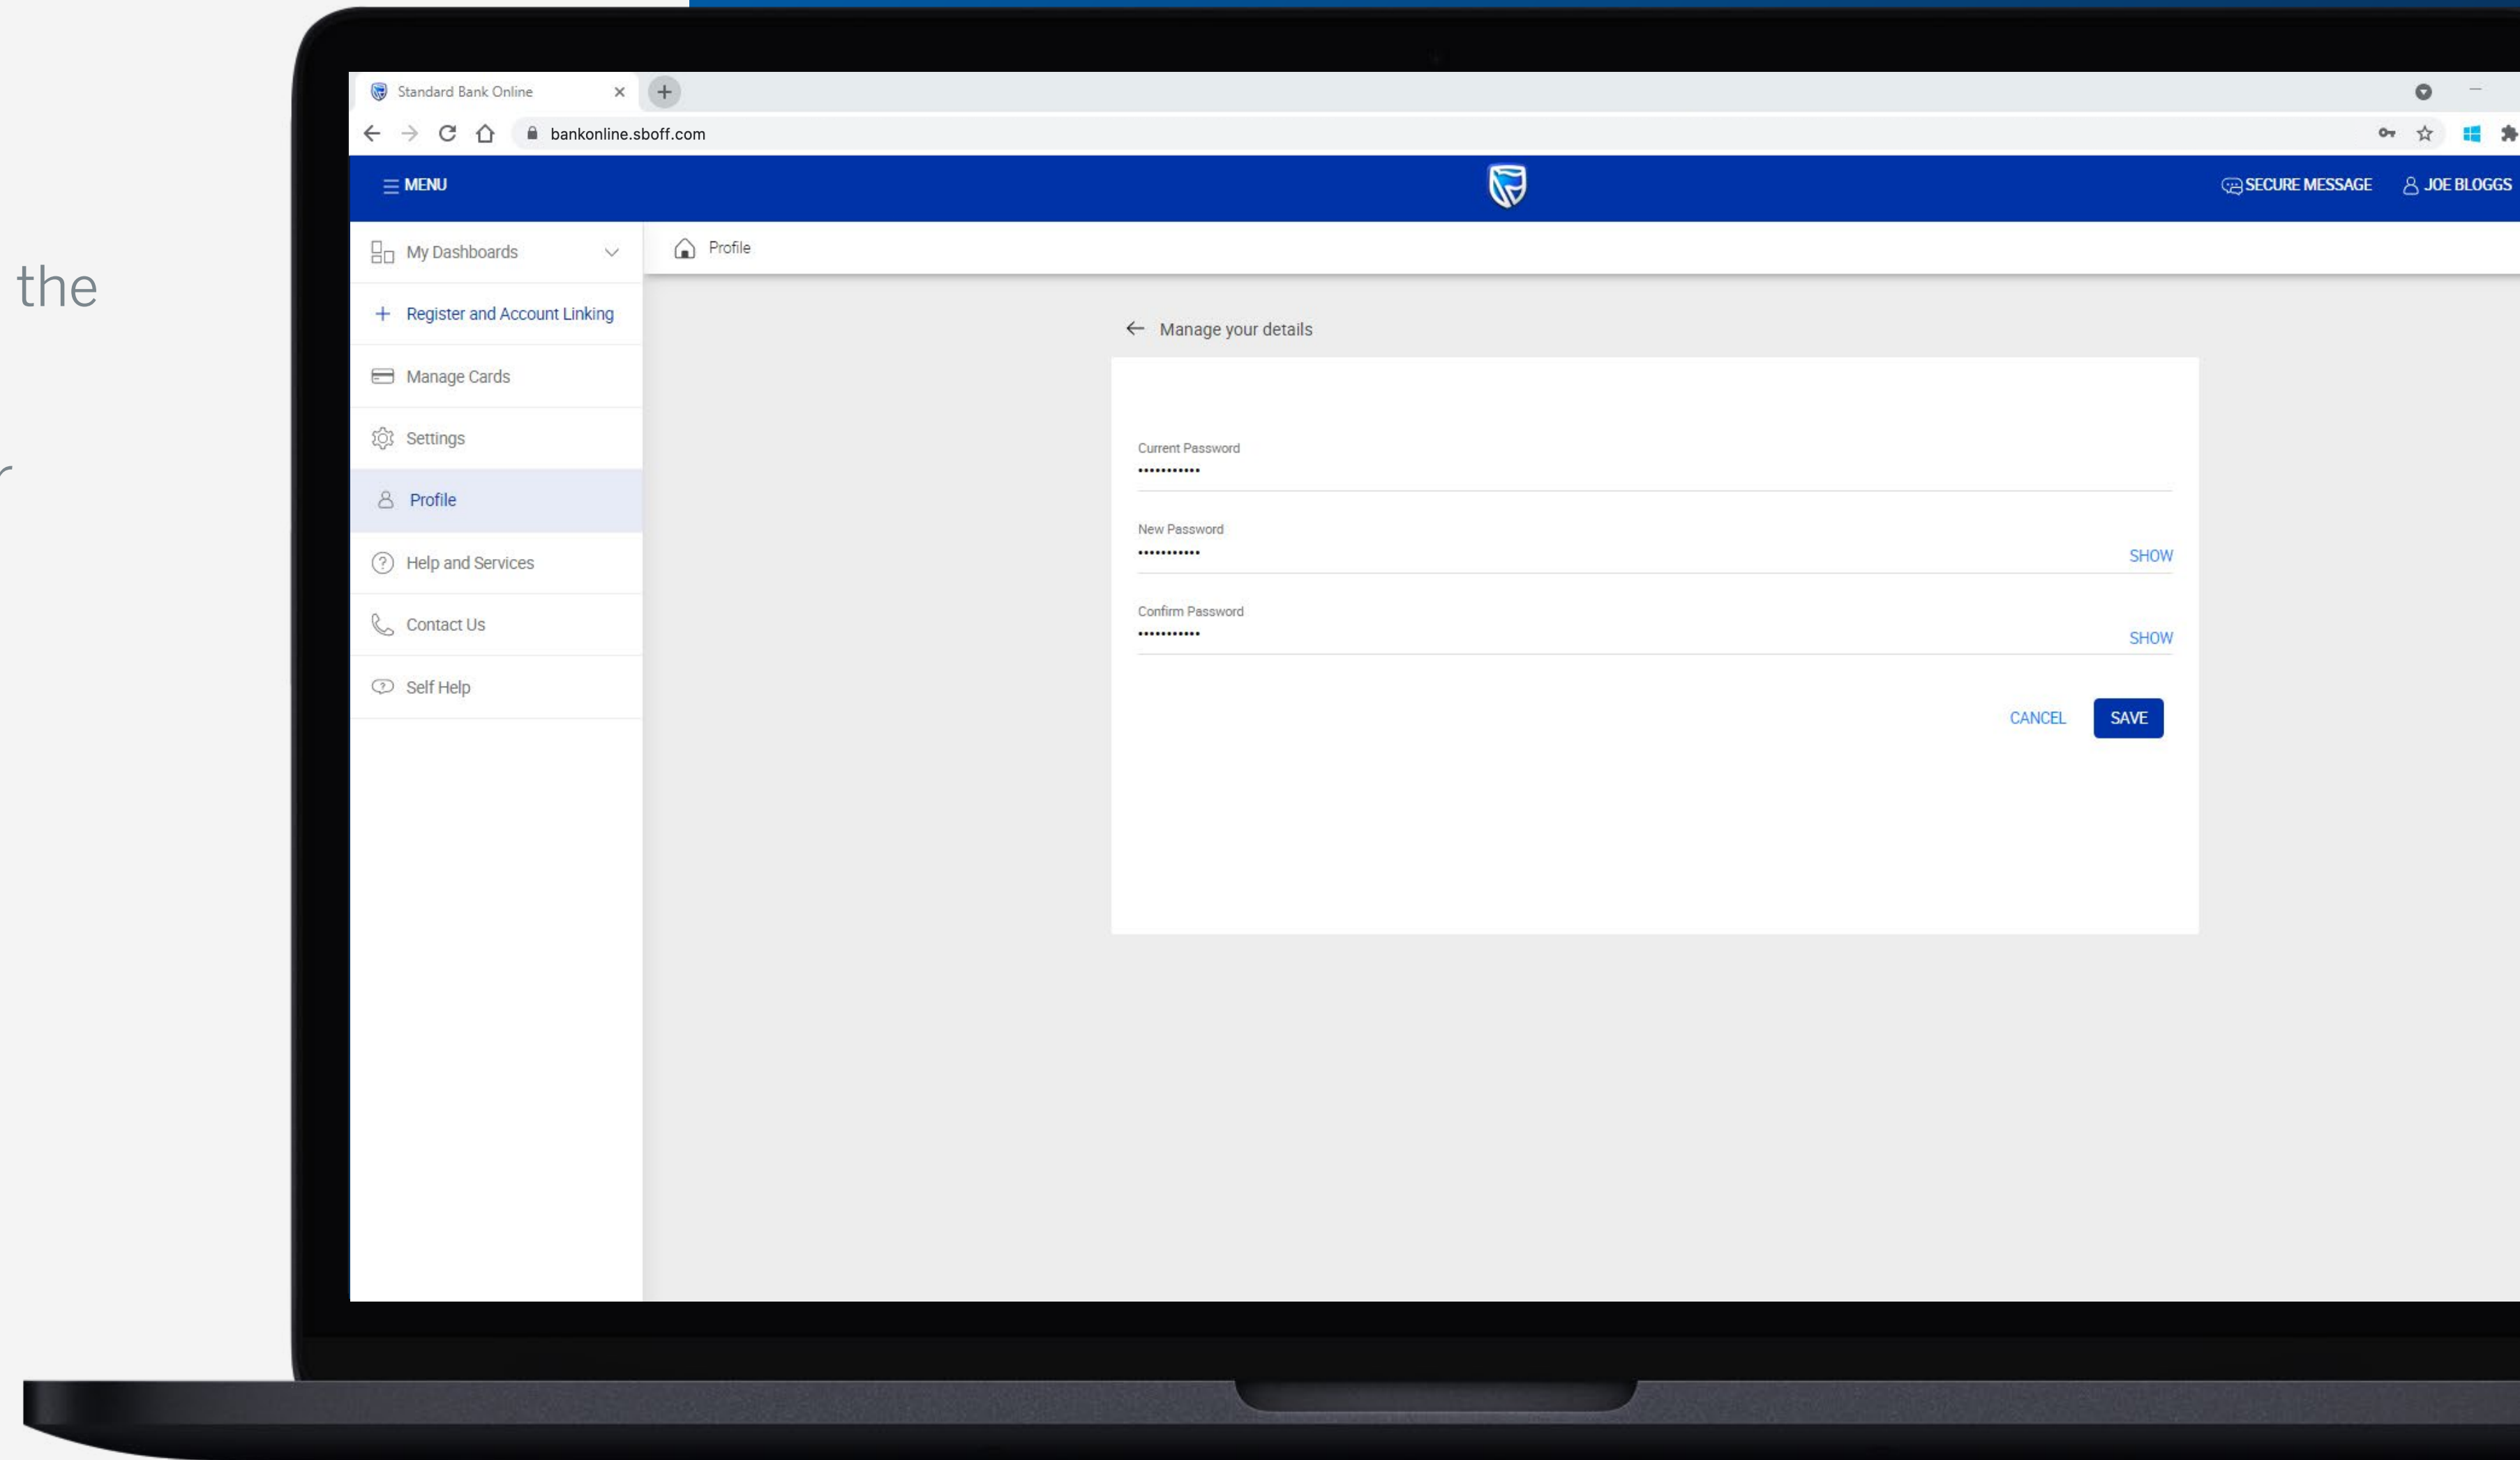 Standard Bank Online
bankonline.sboff.com
MENU
SECURE MESSAGE
JOE BLOGGS
My Dashboards
Profile
the
Register and Account Linking
Manage your details
Manage Cards
Settings
Current Password
•••••••••••
Profile
New Password
•••••••••••
SHOW
Help and Services
Confirm Password
•••••••••••
SHOW
Contact Us
Self Help
CANCEL
SAVE